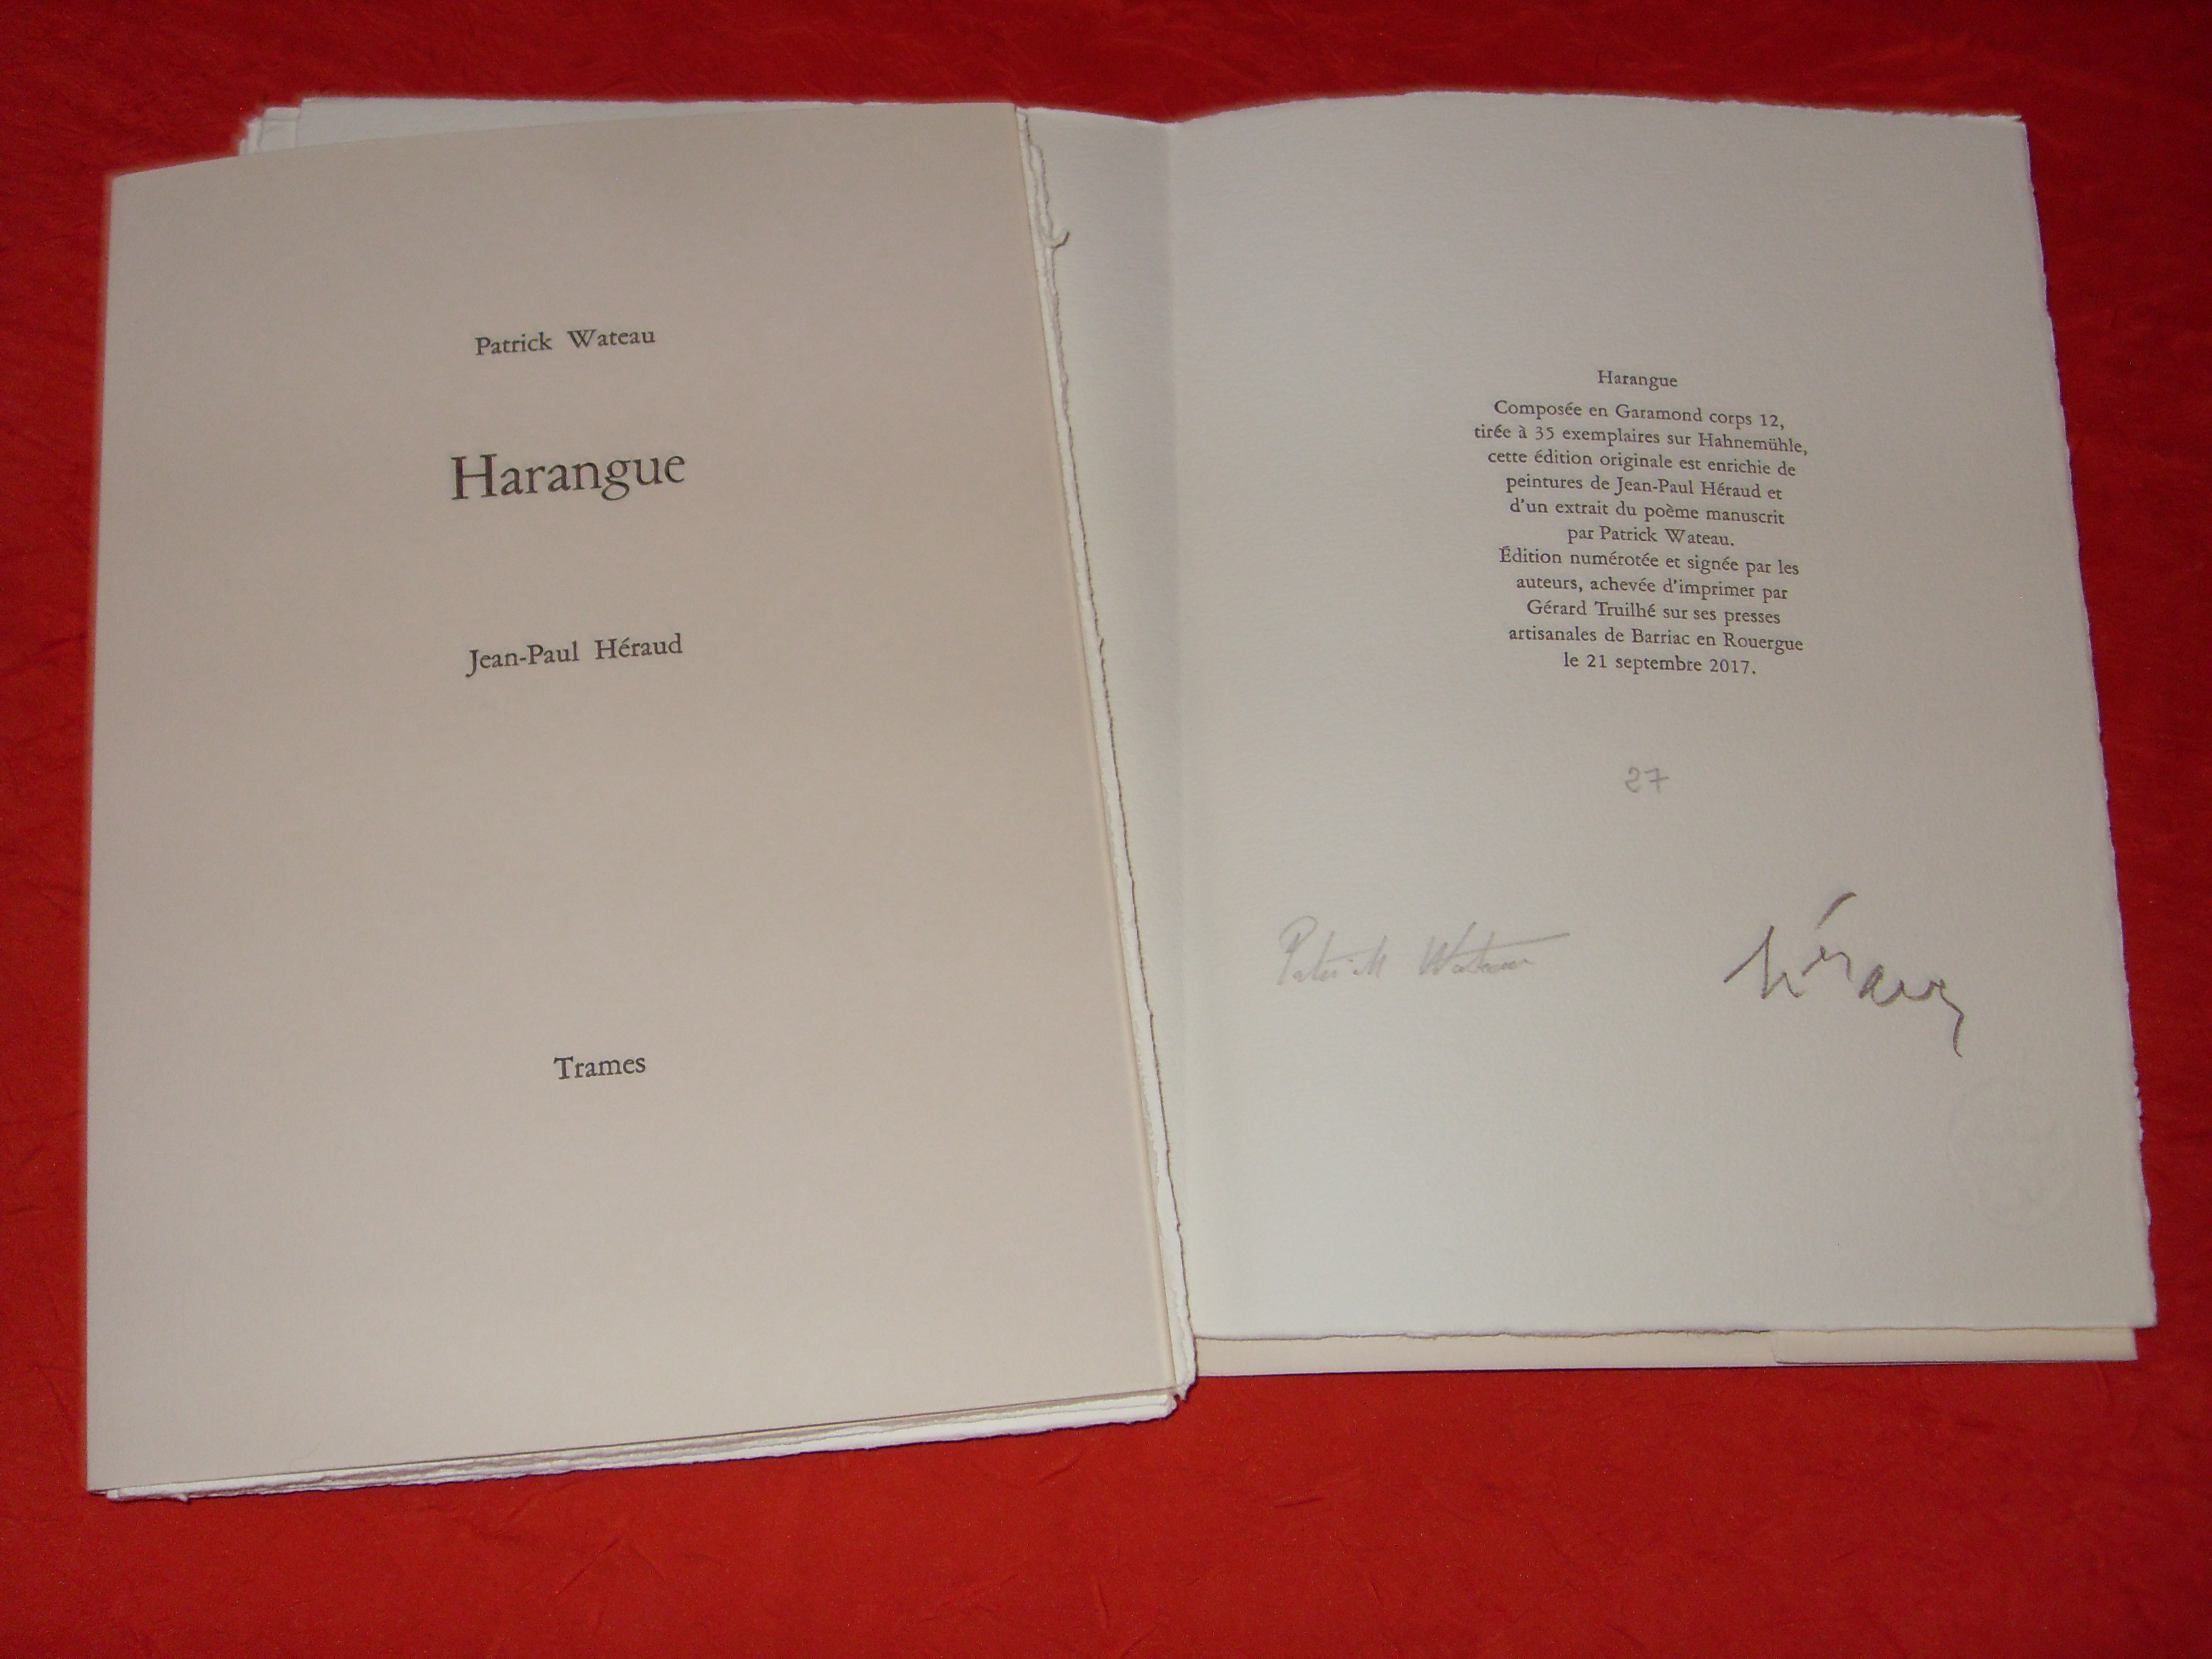 Patrick Wateau
Harangue
Jean-Paul Héraud
Trames
Harangue
Composée en Garamond corps 12,
tirée à 35 exemplaires sur Hahnemühle,
cette édition originale est enrichie de
peintures de Jean-Paul Héraud et
d'un extrait du poème manuscrit
par Patrick Wateau.
Édition numérotée et signée par les
auteurs, achevée d'imprimer par
Gérard Truilhé sur ses presses
artisanales de Barriac en Rouergue
le 21 septembre 2017.
27
Patrick Wateau
Héraud